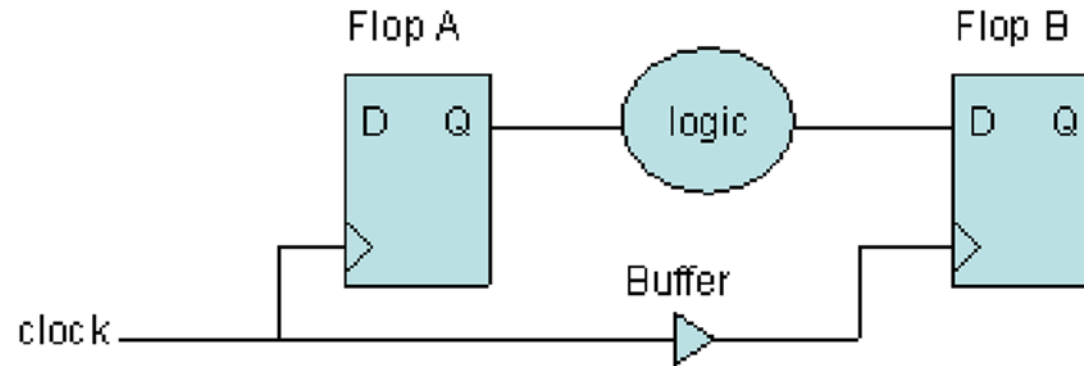 Flop A
Flop B
D Q
logic
D Q
Buffer
clock